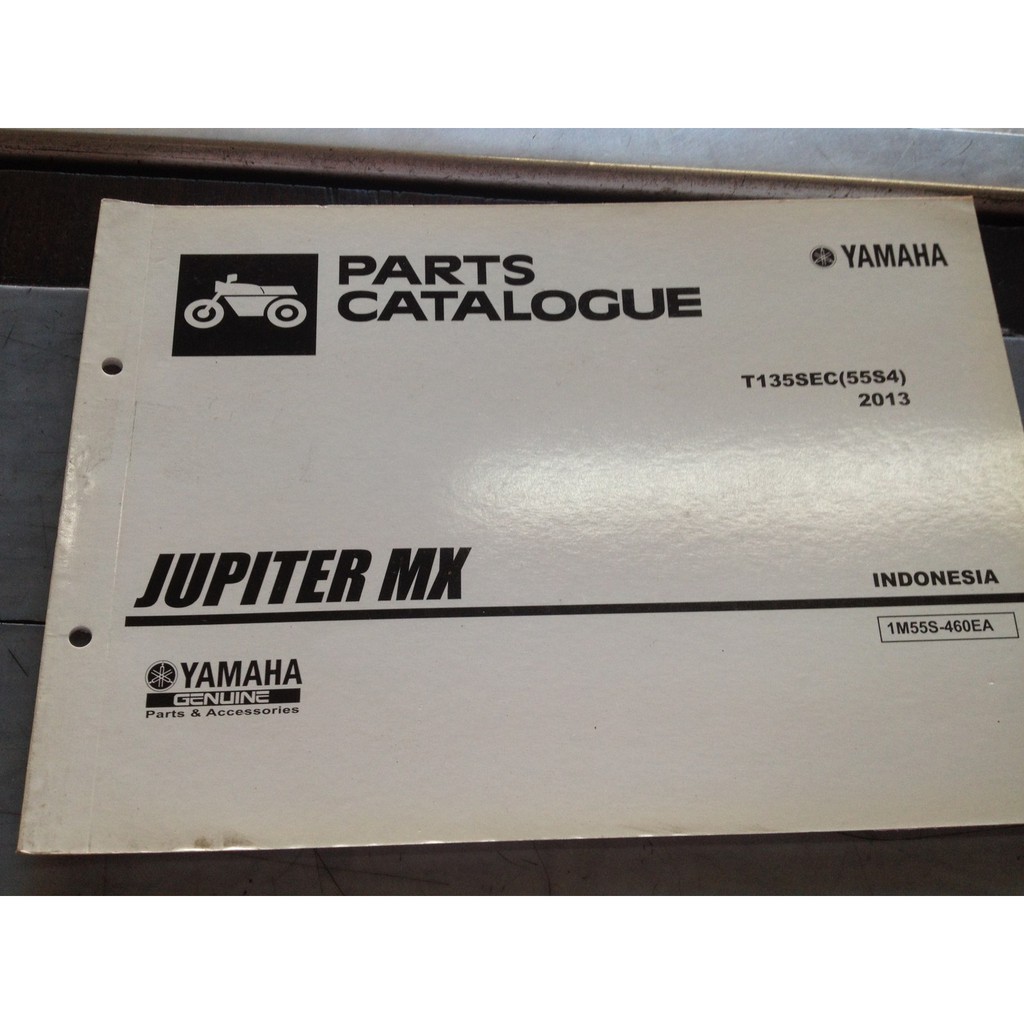 PARTS
CATALOGUE
YAMAHA
T135SEC(55S4)
2013
JUPITER MX
INDONESIA
1M55S-460EA
YAMAHA
GENUINE
Parts & Accessories